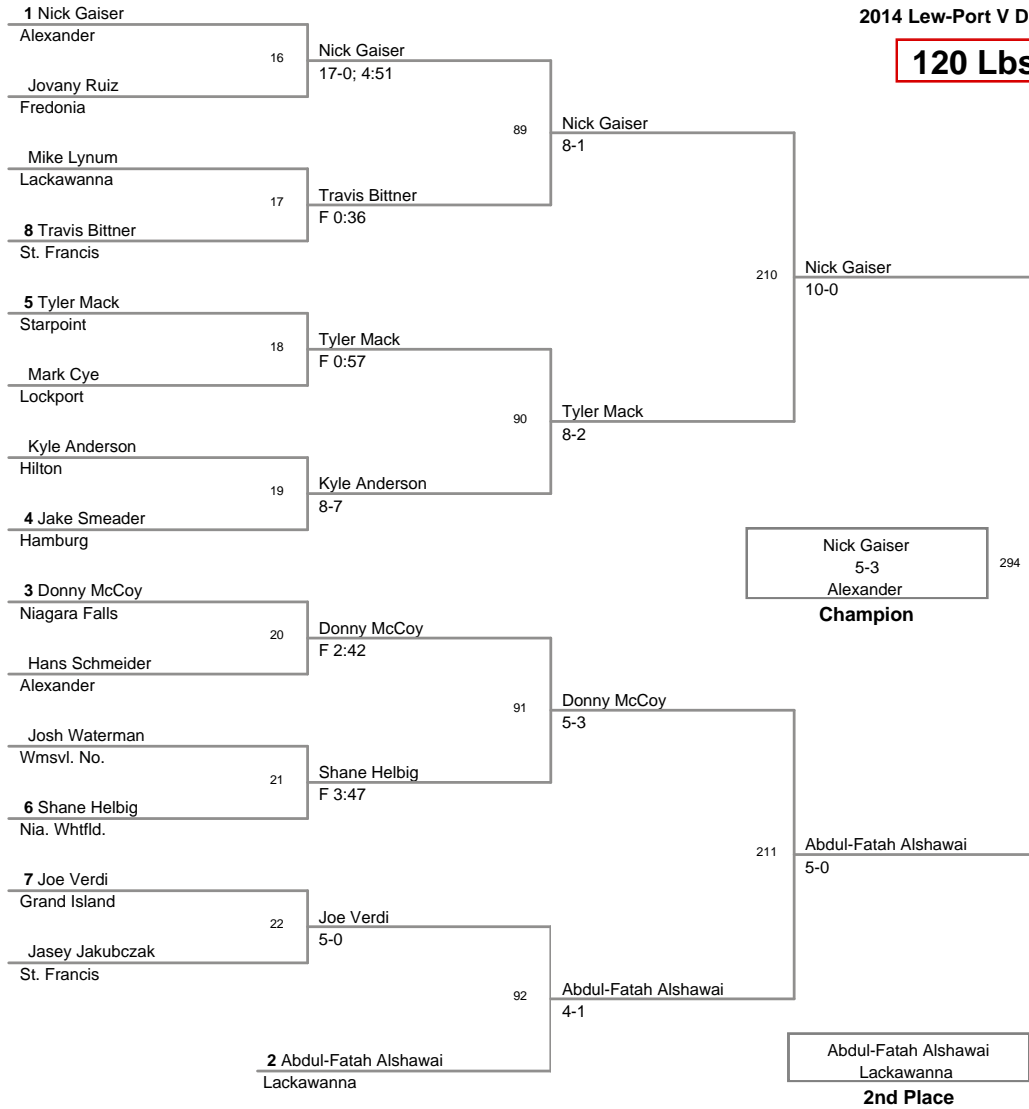 2014 Lew-Port V D
120 Lbs
1 Nick Gaiser
Alexander
16
Jovany Ruiz
Fredonia
Nick Gaiser
17-0; 4:51
Mike Lynum
Lackawanna
17
8 Travis Bittner
St. Francis
Travis Bittner
F 0:36
89
Nick Gaiser
8-1
5 Tyler Mack
Starpoint
18
Mark Cye
Lockport
Tyler Mack
F 0:57
Kyle Anderson
Hilton
19
4 Jake Smeader
Hamburg
Kyle Anderson
8-7
90
Tyler Mack
8-2
210
Nick Gaiser
10-0
Nick Gaiser
5-3
Alexander
294
Champion
3 Donny McCoy
Niagara Falls
20
Hans Schmeider
Alexander
Donny McCoy
F 2:42
Josh Waterman
Wmsvl. No.
21
6 Shane Helbig
Nia. Whtfld.
Shane Helbig
F 3:47
91
Donny McCoy
5-3
7 Joe Verdi
Grand Island
22
Jasey Jakubczak
St. Francis
Joe Verdi
5-0
92
2 Abdul-Fatah Alshawai
Lackawanna
Abdul-Fatah Alshawai
4-1
211
Abdul-Fatah Alshawai
5-0
Abdul-Fatah Alshawai
Lackawanna
2nd Place